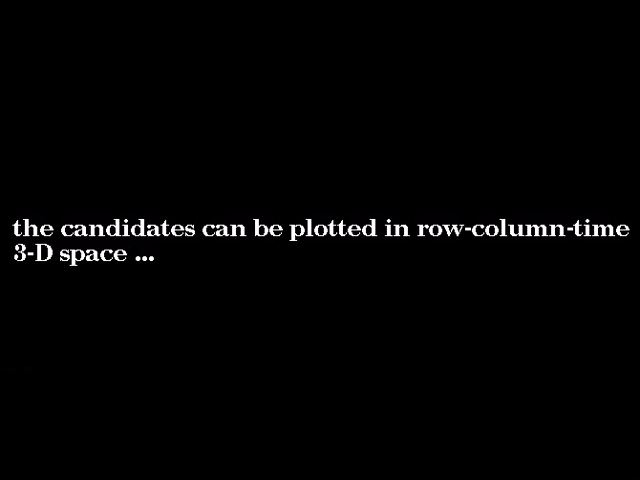 the candidates can be plotted in row-column-time
3-D space ...